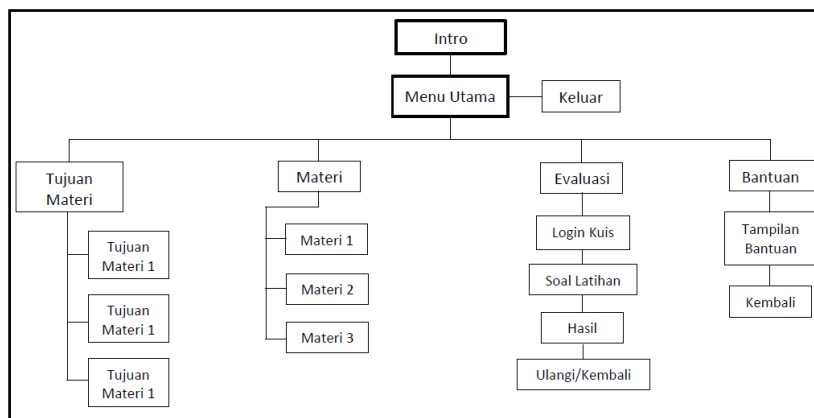 Intro
Menu Utama
Keluar
Tujuan
Materi
Tujuan
Materi 1
Tujuan
Materi 1
Tujuan
Materi 1
Materi
Materi 1
Materi 2
Materi 3
Evaluasi
Login Kuis
Soal Latihan
Hasil
Ulangi/Kembali
Bantuan
Tampilan
Bantuan
Kembali